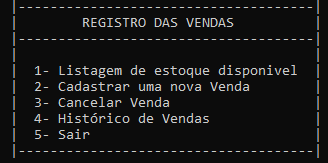 REGISTRO DAS VENDAS
1- Listagem de estoque disponivel
2- Cadastrar uma nova Venda
3- Cancelar Venda
4- Histórico de Vendas
5- Sair